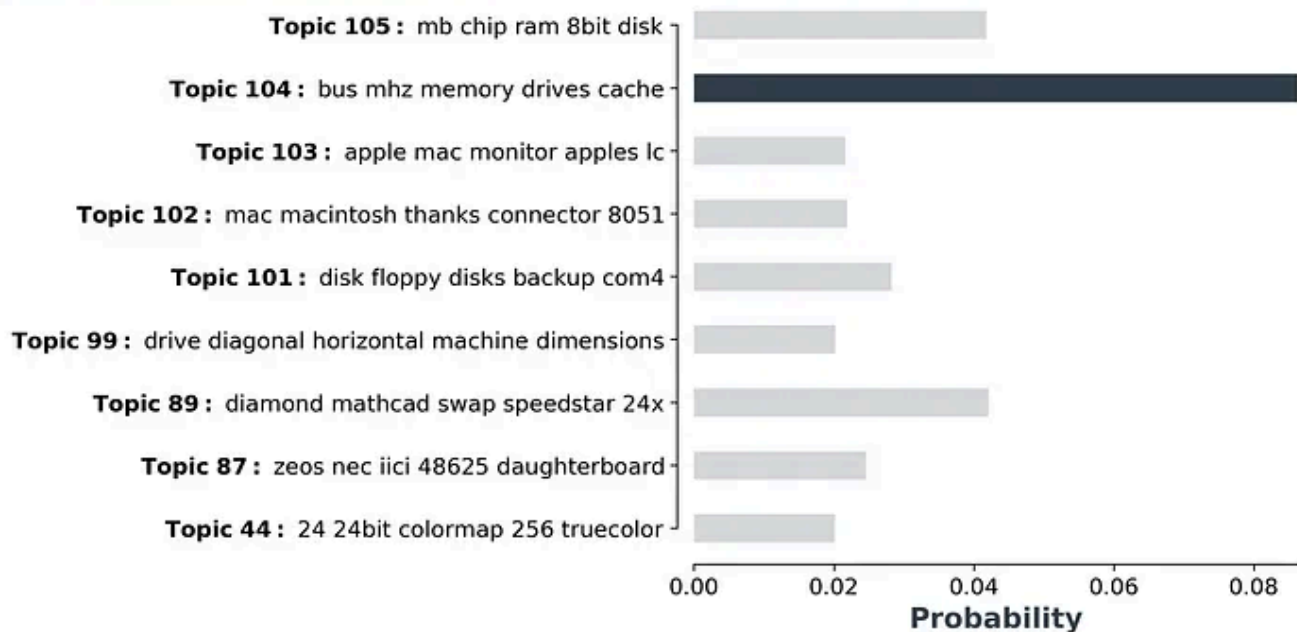 Topic 105 : mb chip ram 8bit disk
Topic 104 : bus mhz memory drives cache
Topic 103 : apple mac monitor apples lc
Topic 102 : mac macintosh thanks connector 8051
Topic 101 : disk floppy disks backup com4
Topic 99 : drive diagonal horizontal machine dimensions
Topic 89 : diamond mathcad swap speedstar 24x
Topic 87 : zeos nec iici 48625 daughterboard
Topic 44 : 24 24bit colormap 256 truecolor
0.00 0.02 0.04 0.06 0.08
Probability